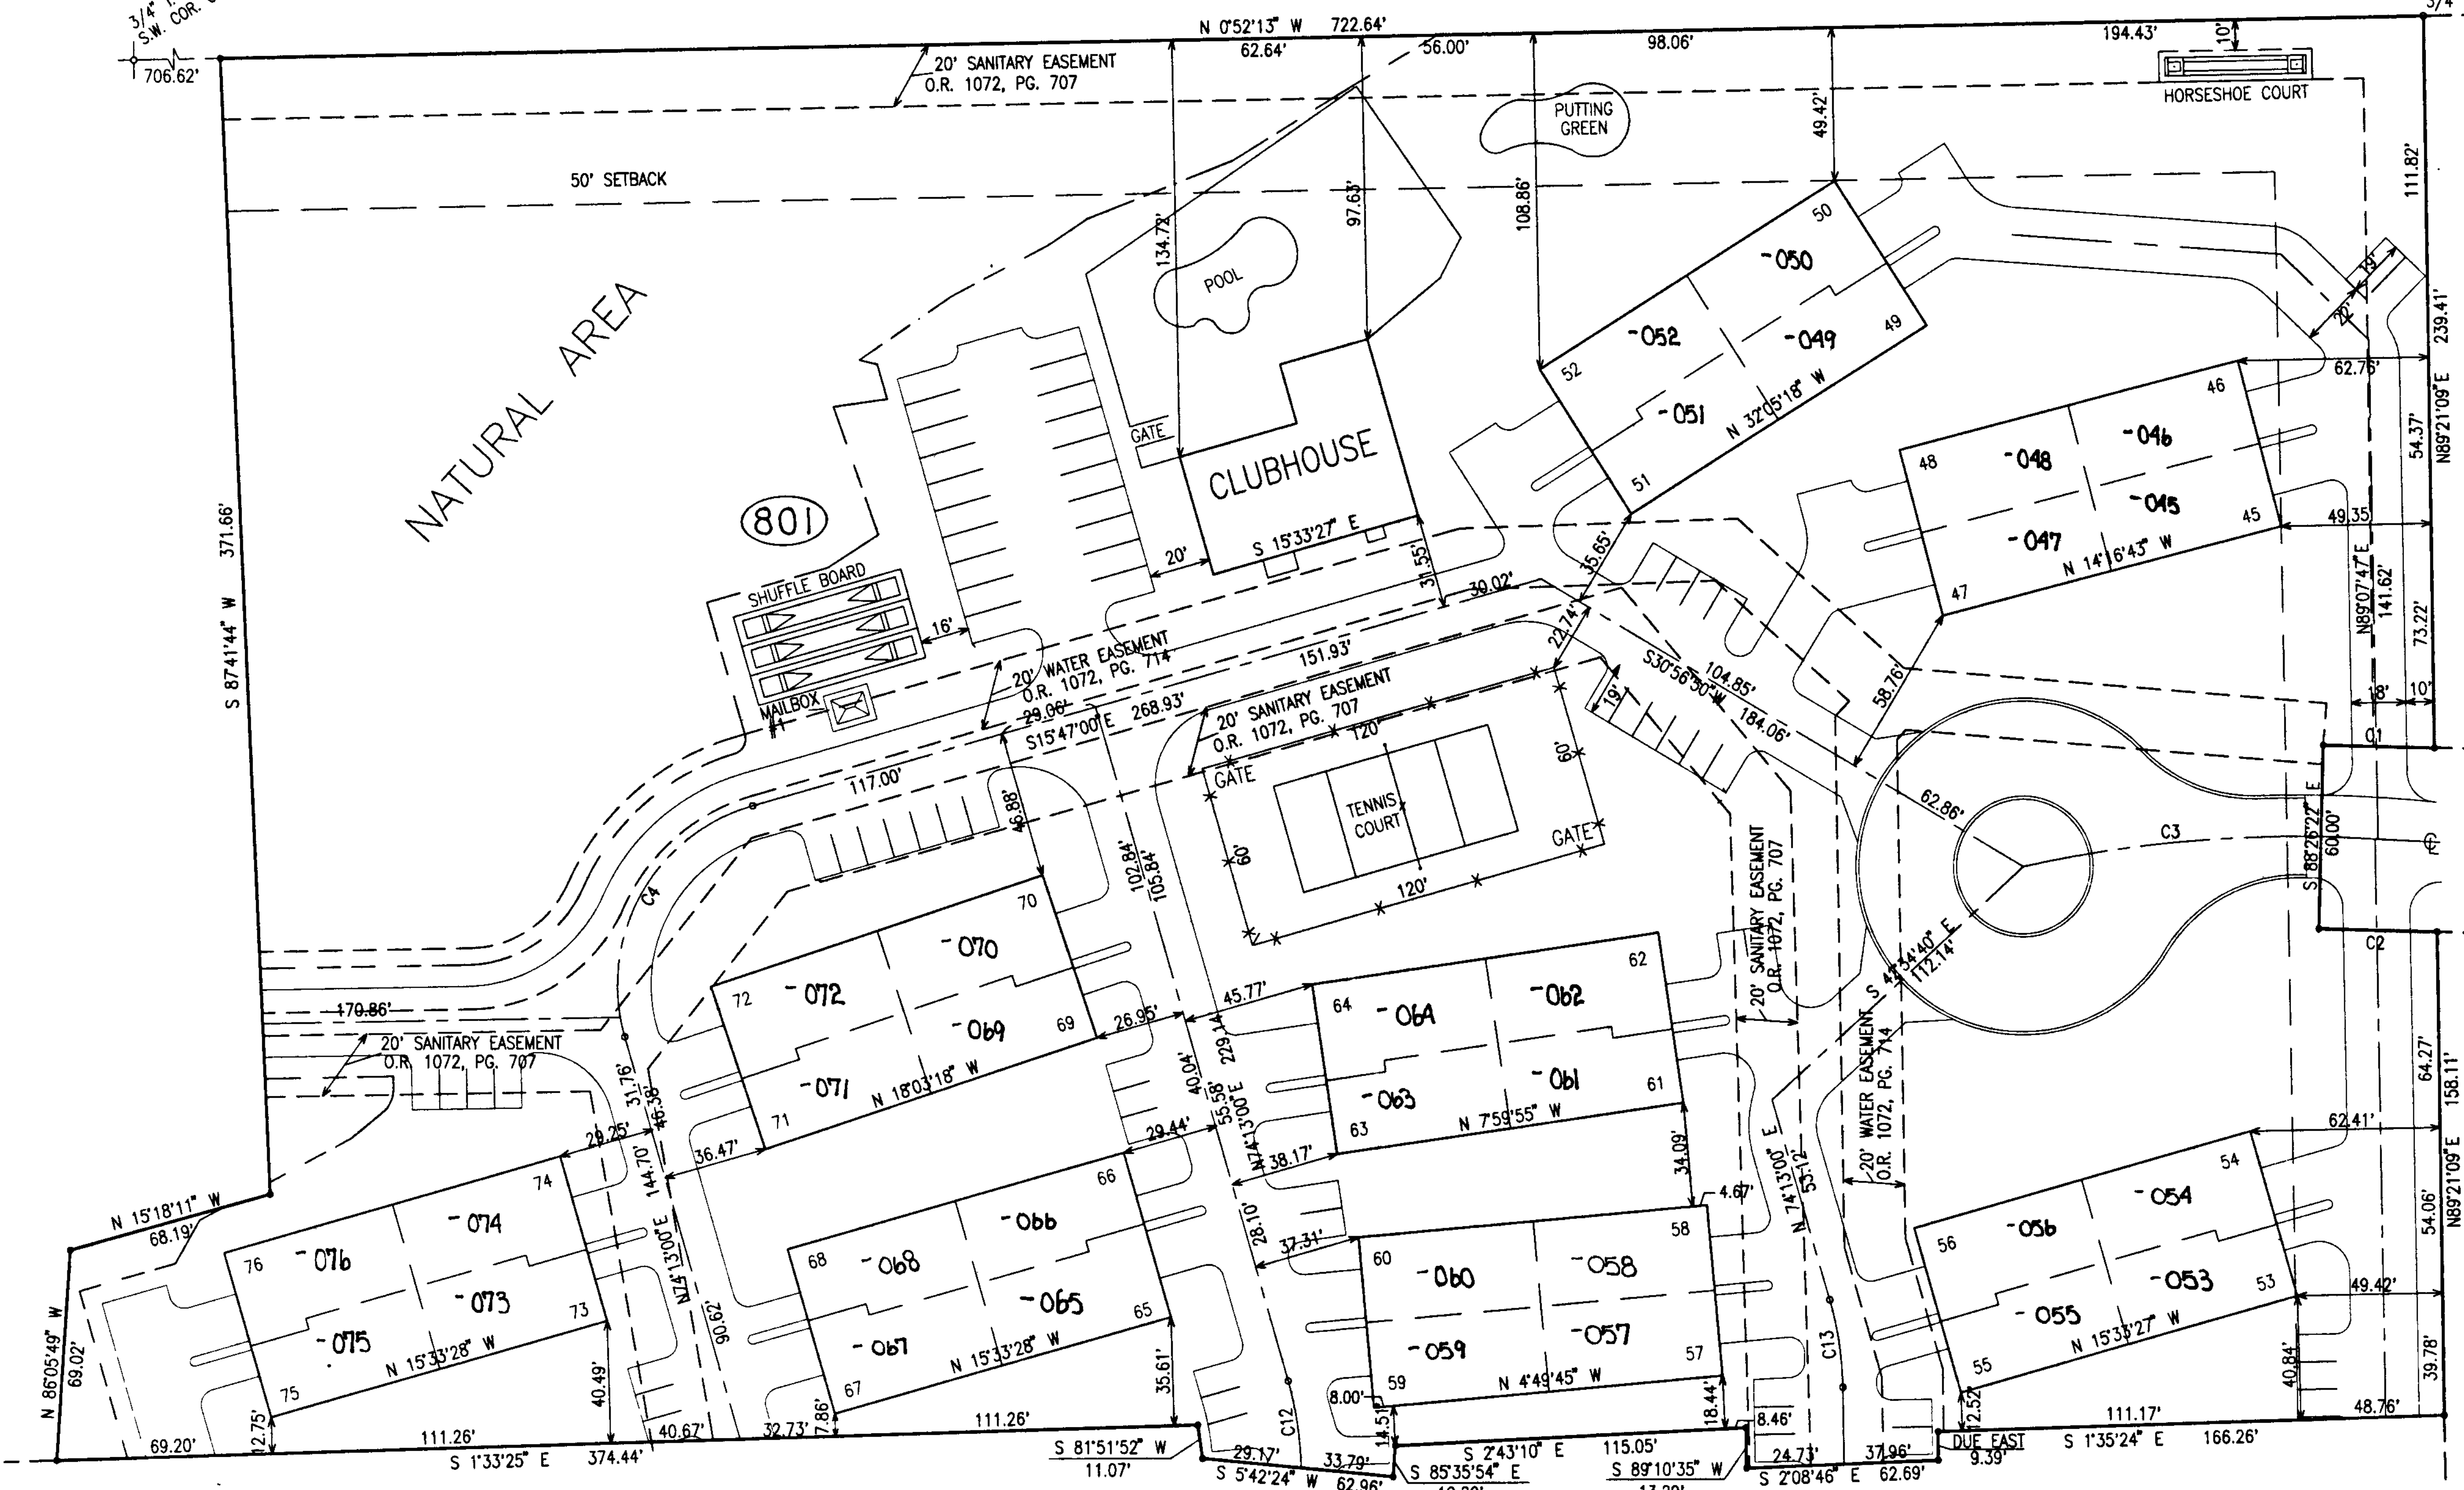 3/4"
S.W. COR.
706.62'
N 0°52'13" W 722.64'
62.64'
56.00'
98.06'
194.43'
10'
3/4
20' SANITARY EASEMENT
O.R. 1072, PG. 707
50' SETBACK
PUTTING
GREEN
HORSESHOE COURT
49.42'
108.86'
97.63'
134.72'
111.82'
239.41'
N89°21'09"E
54.37'
NATURAL AREA
S 87°41'44" W 371.66'
801
POOL
GATE
CLUBHOUSE
S 15°33'27" E
20'
31.55'
50
-050
-052
49
-049
52
-051
N 32°05'18" W
51
19'
20'
62.76'
46
-046
48
-048
-045
45
49.35
-047
N 14°16'43" W
47
N89°07'47"E
141.62'
73.22'
18'
10'
SHUFFLE BOARD
16'
MAILBOX
#1
20' WATER EASEMENT
O.R. 1072, PG. 714
29.06'
151.93'
30.02'
35.65'
22.74'
S15°47'00"E 268.93'
117.00'
20' SANITARY EASEMENT
O.R. 1072, PG. 707
120'
60'
GATE
TENNIS
COURT
GATE
60'
120'
19'
S30°56'50"W
104.85'
184.06'
58.76'
62.86'
C1
S 88°26'22" E
60.00'
C3
C2
C4
46.88'
102.84'
105.84'
70
-070
72
-072
-069
69
-071
N 18°03'18" W
71
26.95'
45.77'
170.86'
20' SANITARY EASEMENT
O.R. 1072, PG. 707
31.76'
46.38'
144.70'
36.47'
29.25'
40.04'
55.58'
229.14'
N74°13'00"E
29.44'
38.17'
62
64
-062
-064
-061
61
-063
N 7°59'55" W
63
34.09'
4.67'
20' SANITARY EASEMENT
O.R. 1072, PG. 707
S 47°34'40" E
112.14'
20' WATER EASEMENT
O.R. 1072, PG. 714
N 74°13'00" E
53.12'
64.27'
158.11'
62.41'
54.06'
N89°21'09"E
N 15°18'11" W
68.19'
N 86°05'49" W
69.02'
74
-074
76
-076
-073
73
-075
N 15°33'28" W
75
40.49'
12.75'
N74°13'00"E
90.62'
66
-066
68
-068
-065
65
-067
N 15°33'28" W
67
7.86'
35.61'
28.10'
37.31'
58
60
-058
-060
-057
57
-059
N 4°49'45" W
59
8.00'
14.51'
18.44'
8.46'
C12
C13
54
-054
56
-056
-053
53
-055
N 15°33'27" W
55
12.52'
49.42'
40.84'
39.78'
69.20'
111.26'
40.67'
32.73'
111.26'
S 1°33'25" E 374.44'
S 81°51'52" W
11.07'
29.17'
33.79'
S 5°42'24" W 62.96'
S 2°43'10" E 115.05'
S 85°35'54" E
S 89°10'35" W
24.73'
37.96'
S 2°08'46" E 62.69'
DUE EAST
9.39'
111.17'
48.76'
S 1°35'24" E 166.26'